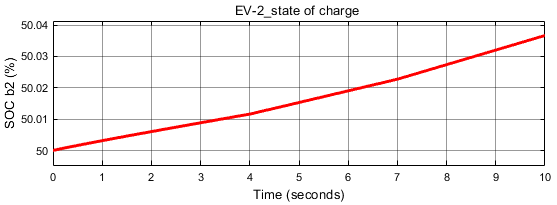 EV-2_state of charge
50.04
50.03
50.02
50.01
50
SOC b2 (%)
0 1 2 3 4 5 6 7 8 9 10
Time (seconds)